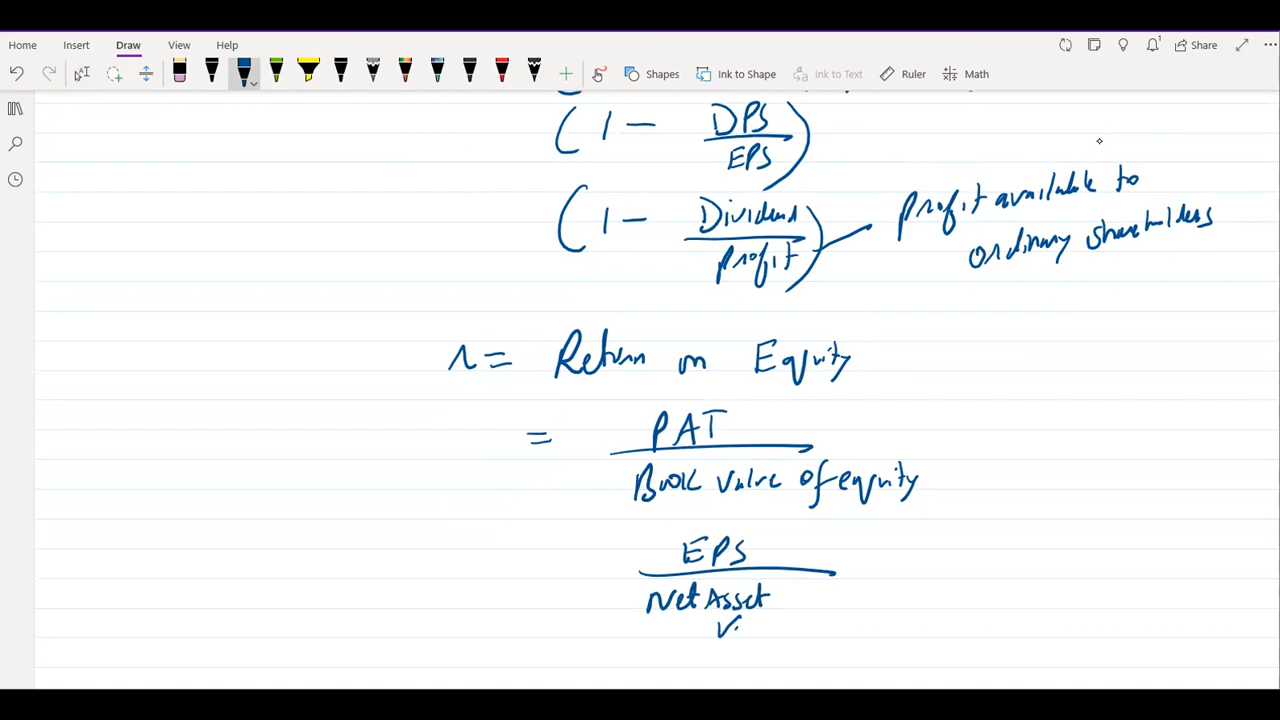 Home Insert Draw View Help Share
Shapes Ink to Shape Ink to Text Ruler Math
(1 - DPS
EPS)
(1 - Dividend
Profit)
Profit available to
ordinary shareholders
r = Return on Equity
= PAT
Book value of equity
EPS
Net Asset
V